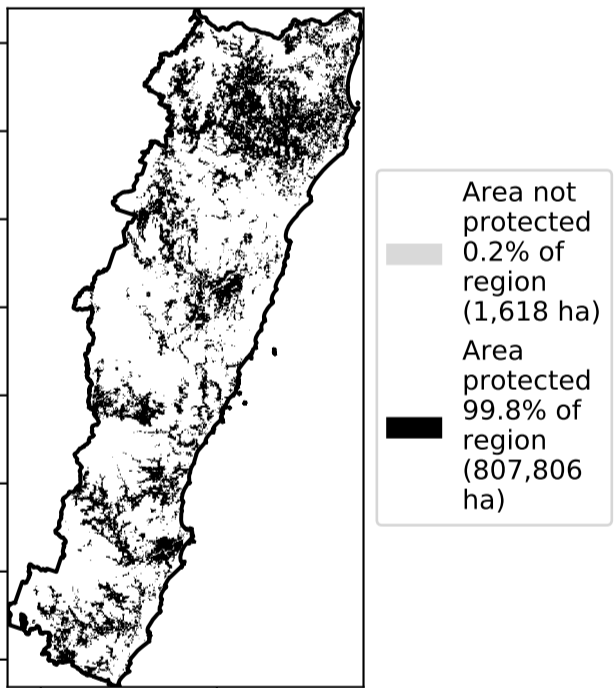 Area not
protected
0.2% of
region
(1,618 ha)
Area
protected
99.8% of
region
(807,806
ha)